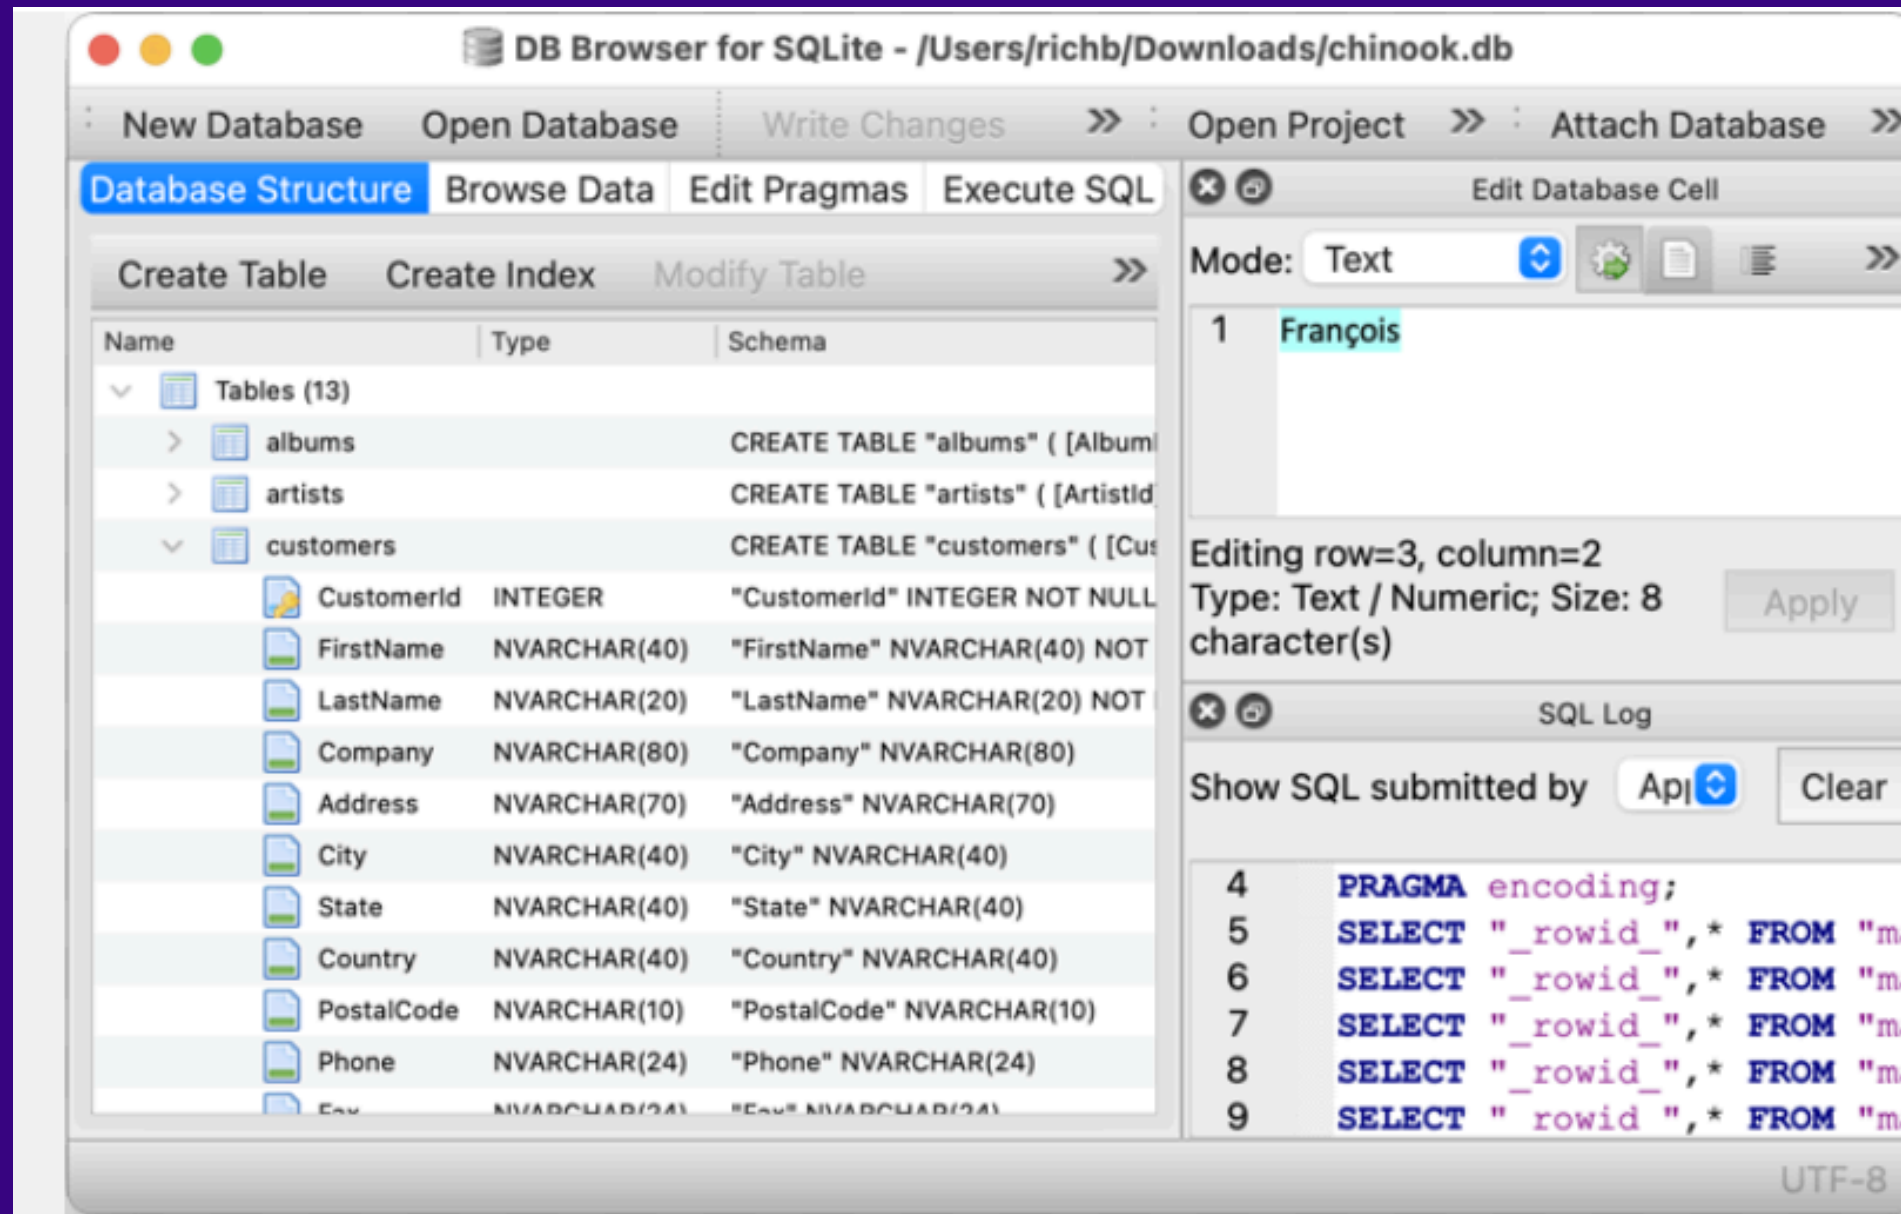 DB Browser for SQLite - /Users/richb/Downloads/chinook.db
New Database Open Database Write Changes » Open Project » Attach Database »
Database Structure Browse Data Edit Pragmas Execute SQL
Create Table Create Index Modify Table »
Name Type Schema
Tables (13)
albums CREATE TABLE "albums" ( [Album
artists CREATE TABLE "artists" ( [ArtistId
customers CREATE TABLE "customers" ( [Cus
CustomerId INTEGER "CustomerId" INTEGER NOT NULL
FirstName NVARCHAR(40) "FirstName" NVARCHAR(40) NOT
LastName NVARCHAR(20) "LastName" NVARCHAR(20) NOT
Company NVARCHAR(80) "Company" NVARCHAR(80)
Address NVARCHAR(70) "Address" NVARCHAR(70)
City NVARCHAR(40) "City" NVARCHAR(40)
State NVARCHAR(40) "State" NVARCHAR(40)
Country NVARCHAR(40) "Country" NVARCHAR(40)
PostalCode NVARCHAR(10) "PostalCode" NVARCHAR(10)
Phone NVARCHAR(24) "Phone" NVARCHAR(24)
Fax NVARCHAR(24) "Fax" NVARCHAR(24)
Edit Database Cell
Mode: Text »
1 François
Editing row=3, column=2
Type: Text / Numeric; Size: 8
character(s)
Apply
SQL Log
Show SQL submitted by Clear
4 PRAGMA encoding;
5 SELECT "_rowid_",* FROM "m
6 SELECT "_rowid_",* FROM "m
7 SELECT "_rowid_",* FROM "m
8 SELECT "_rowid_",* FROM "m
9 SELECT "_rowid_",* FROM "m
UTF-8